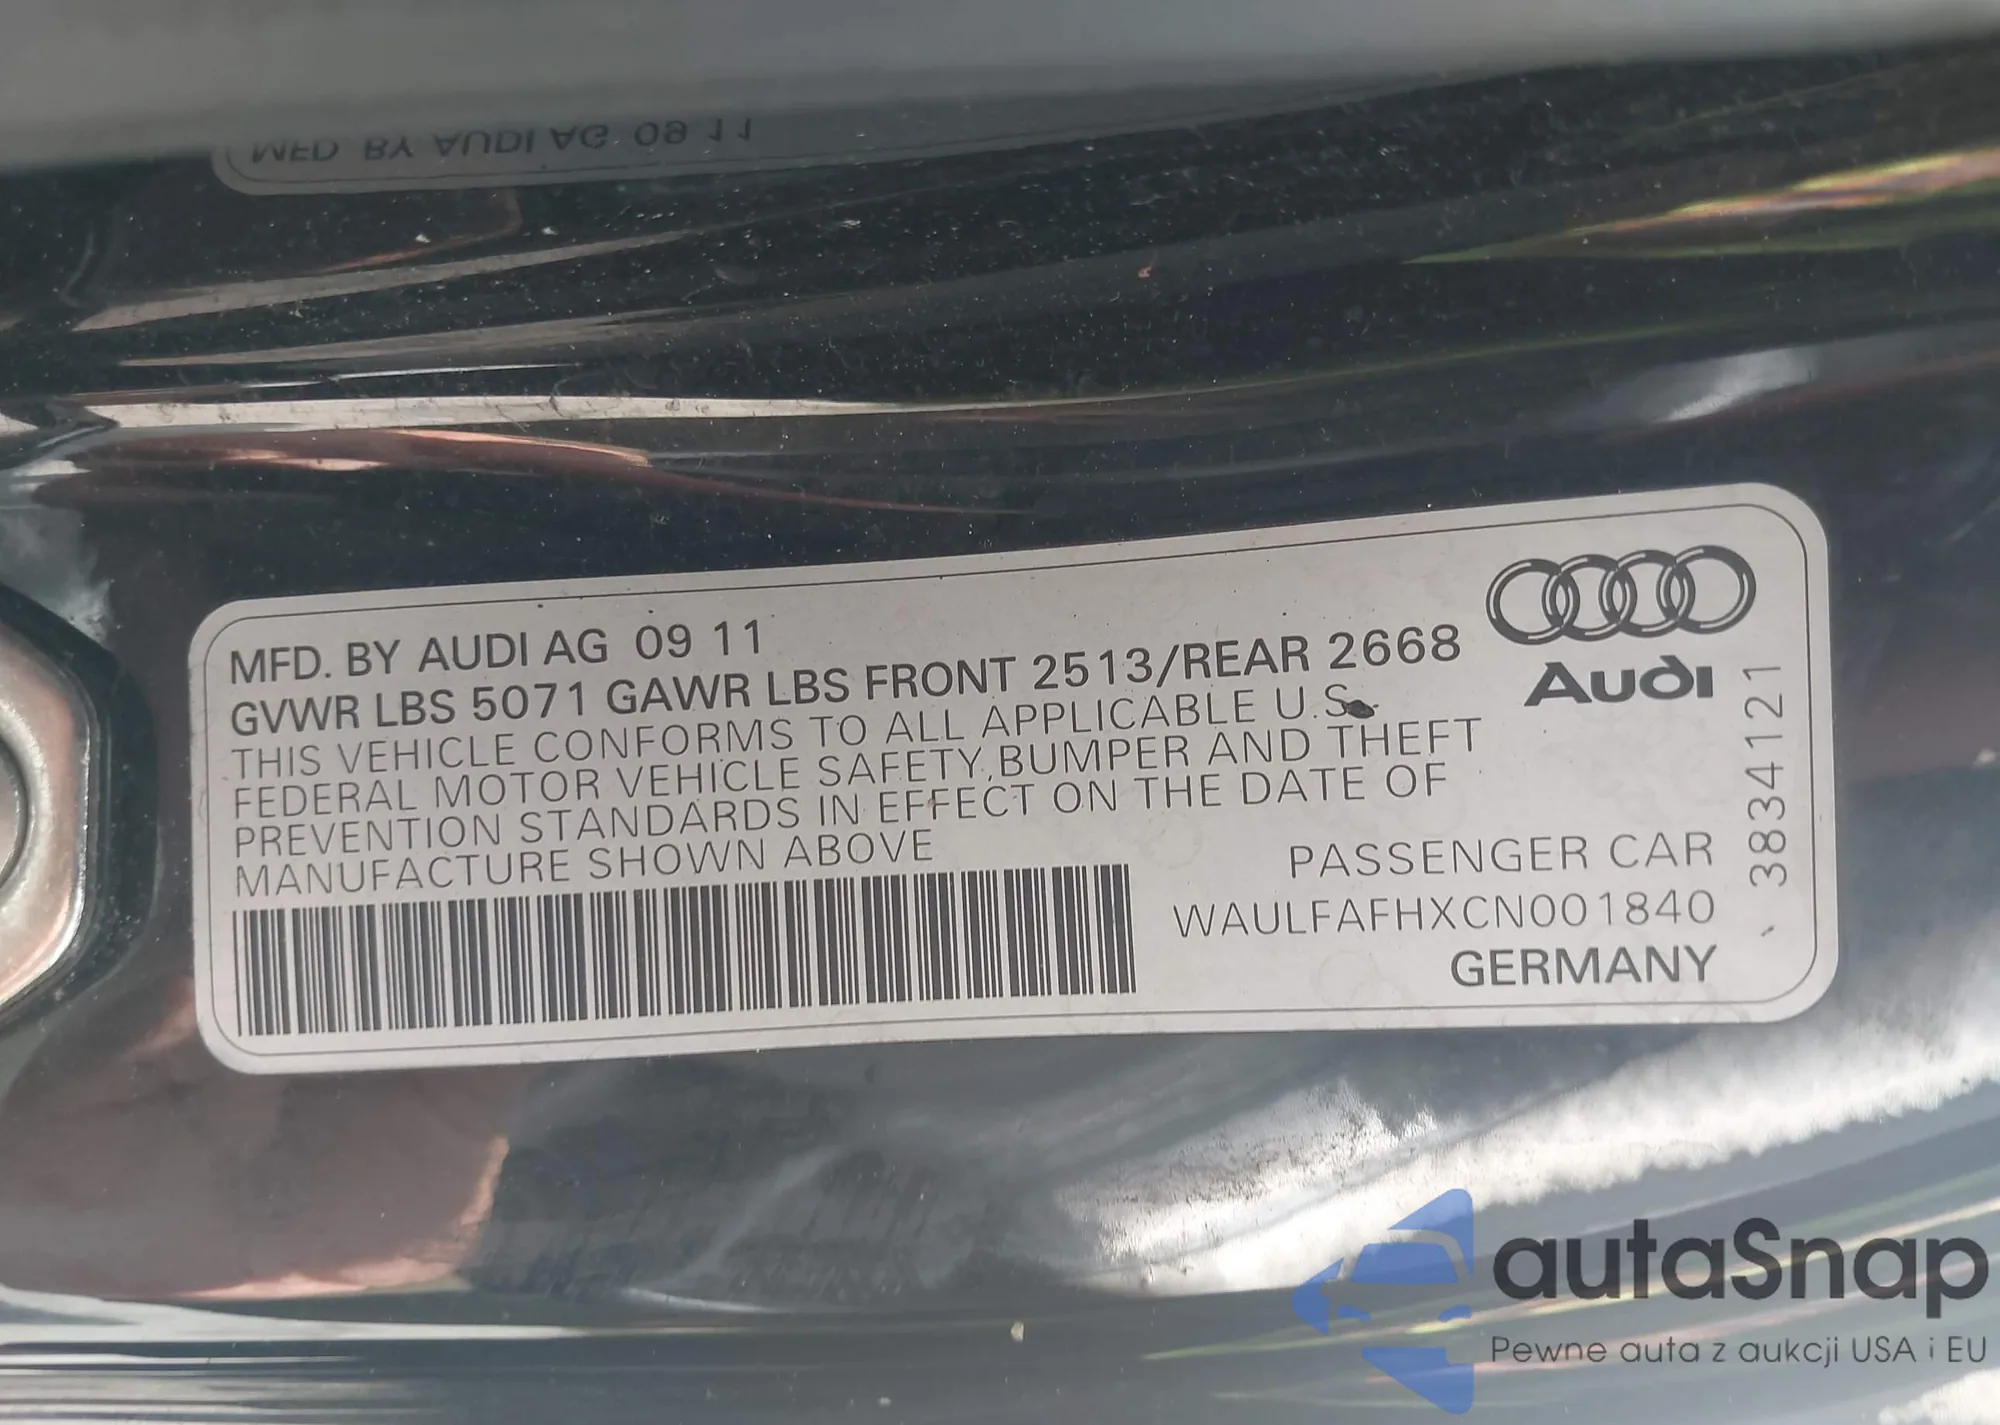 MFD. BY AUDI AG 09 11
MFD. BY AUDI AG 09 11
GVWR LBS 5071 GAWR LBS FRONT 2513/REAR 2668
THIS VEHICLE CONFORMS TO ALL APPLICABLE U.S.
FEDERAL MOTOR VEHICLE SAFETY, BUMPER AND THEFT
PREVENTION STANDARDS IN EFFECT ON THE DATE OF
MANUFACTURE SHOWN ABOVE
Audi
3834121
PASSENGER CAR
WAULFAFHXCN001840
GERMANY
autaSnap
Pewne auta z aukcji USA i EU